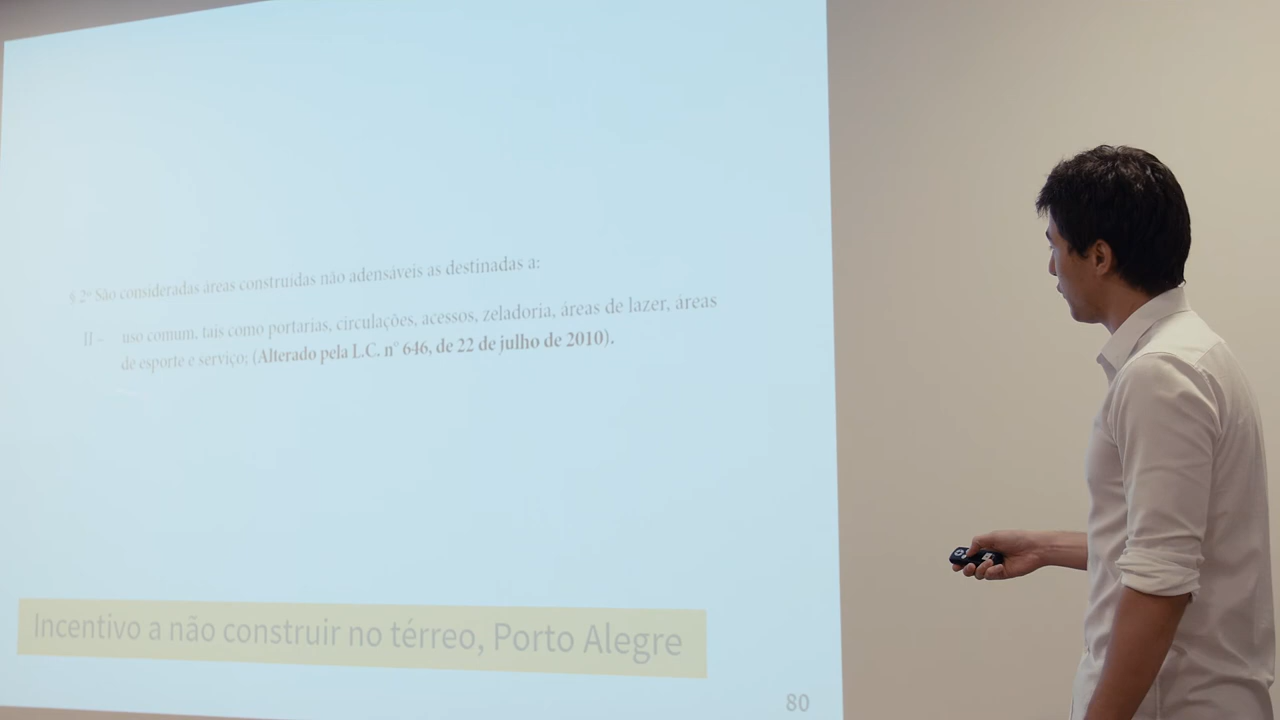 § 2º São consideradas áreas construídas não adensáveis as destinadas a:
II – uso comum, tais como portarias, circulações, acessos, zeladoria, áreas de lazer, áreas
de esporte e serviço; (Alterado pela L.C. nº 646, de 22 de julho de 2010).
Incentivo a não construir no térreo, Porto Alegre
80